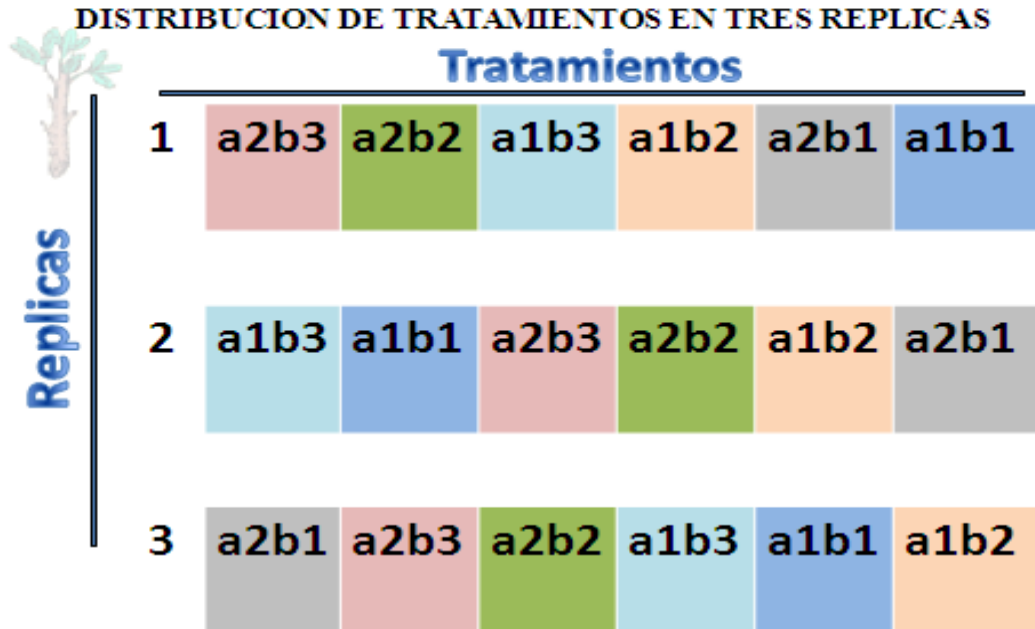 DISTRIBUCION DE TRATAMIENTOS EN TRES REPLICAS
Tratamientos
Replicas
1 a2b3 a2b2 a1b3 a1b2 a2b1 a1b1
2 a1b3 a1b1 a2b3 a2b2 a1b2 a2b1
3 a2b1 a2b3 a2b2 a1b3 a1b1 a1b2